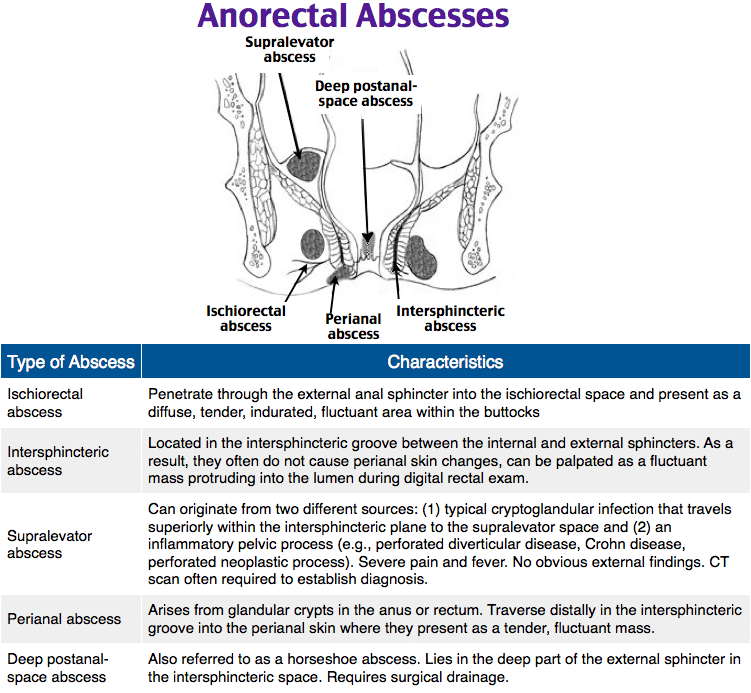 Anorectal Abscesses
Supralevator
abscess
Deep postanal-
space abscess
Ischiorectal
abscess
Perianal
abscess
Intersphincteric
abscess
Type of Abscess Characteristics
Ischiorectal
abscess
Penetrate through the external anal sphincter into the ischiorectal space and present as a
diffuse, tender, indurated, fluctuant area within the buttocks
Intersphincteric
abscess
Located in the intersphincteric groove between the internal and external sphincters. As a
result, they often do not cause perianal skin changes, can be palpated as a fluctuant
mass protruding into the lumen during digital rectal exam.
Supralevator
abscess
Can originate from two different sources: (1) typical cryptoglandular infection that travels
superiorly within the intersphincteric plane to the supralevator space and (2) an
inflammatory pelvic process (e.g., perforated diverticular disease, Crohn disease,
perforated neoplastic process). Severe pain and fever. No obvious external findings. CT
scan often required to establish diagnosis.
Perianal abscess
Arises from glandular crypts in the anus or rectum. Traverse distally in the intersphincteric
groove into the perianal skin where they present as a tender, fluctuant mass.
Deep postanal-
space abscess
Also referred to as a horseshoe abscess. Lies in the deep part of the external sphincter in
the intersphincteric space. Requires surgical drainage.